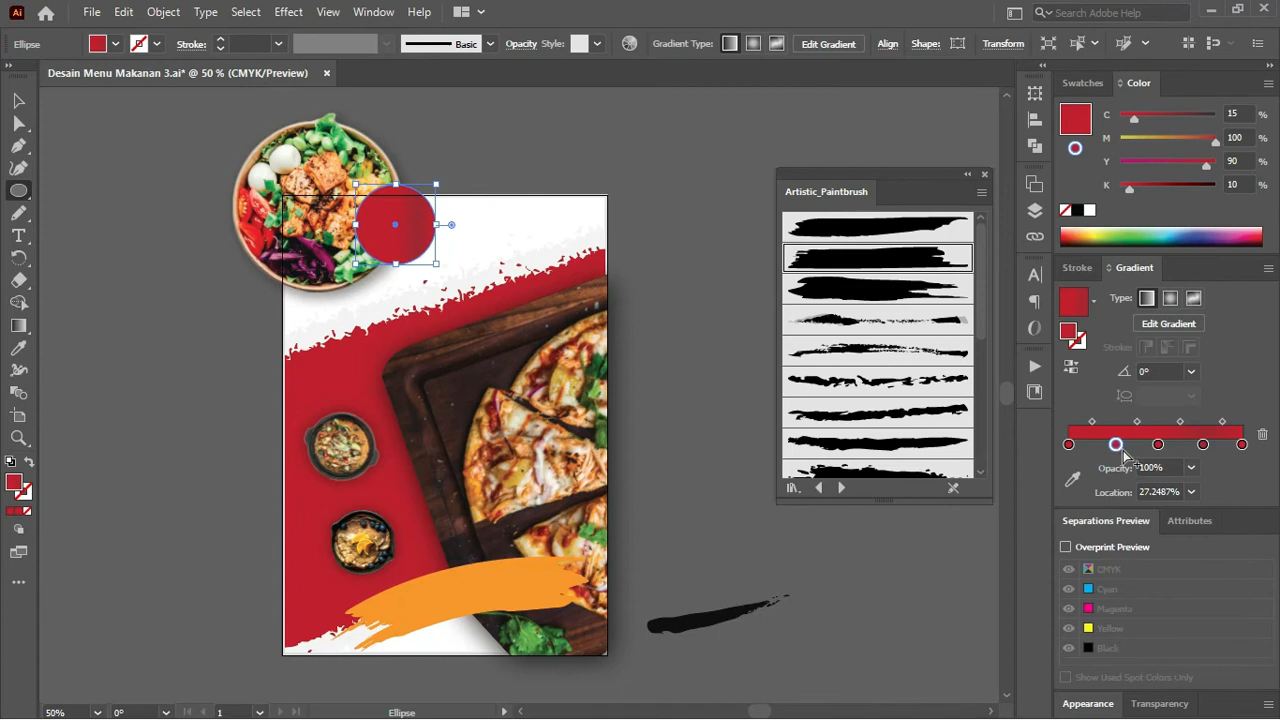 Ai File Edit Object Type Select Effect View Window Help Search Adobe Help
Ellipse Stroke: Basic Opacity Style: Gradient Type: Edit Gradient Align Shape: Transform
Desain Menu Makanan 3.ai* @ 50 % (CMYK/Preview) ×
Swatches Color
C 15 %
M 100 %
Y 90 %
K 10 %
Artistic_Paintbrush
Stroke Gradient
Type:
Edit Gradient
Stroke:
0°
Opacity: 100%
Location: 27.2487%
Separations Preview Attributes
Overprint Preview
CMYK
Cyan
Magenta
Yellow
Black
Show Used Spot Colors Only
Appearance Transparency
50% 0° 1 Ellipse